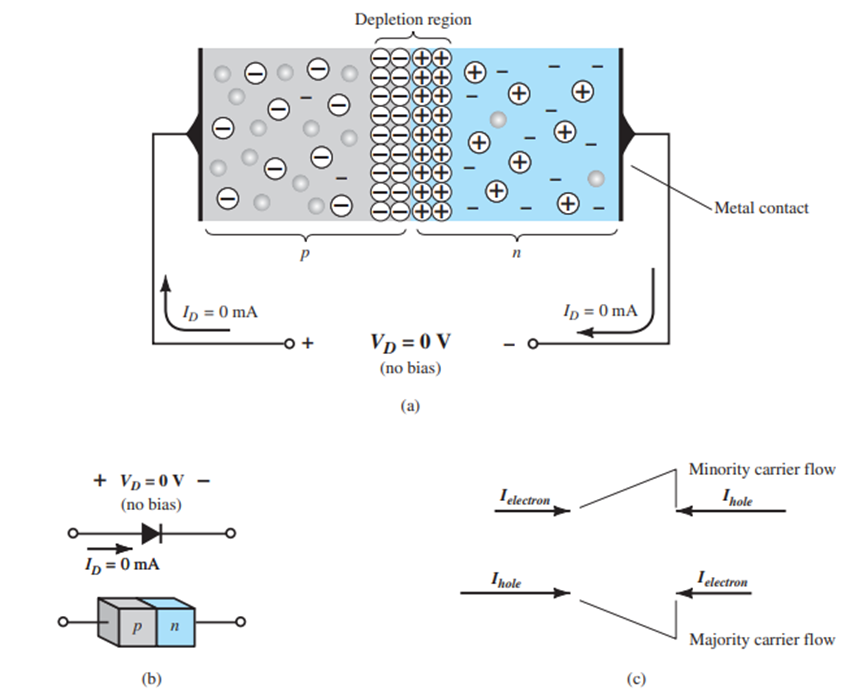 Depletion region
Metal contact
p
n
I_D = 0 mA
I_D = 0 mA
+ V_D = 0 V −
(no bias)
(a)
+ V_D = 0 V −
(no bias)
I_D = 0 mA
p n
(b)
Minority carrier flow
I_electron
I_hole
I_hole
I_electron
Majority carrier flow
(c)